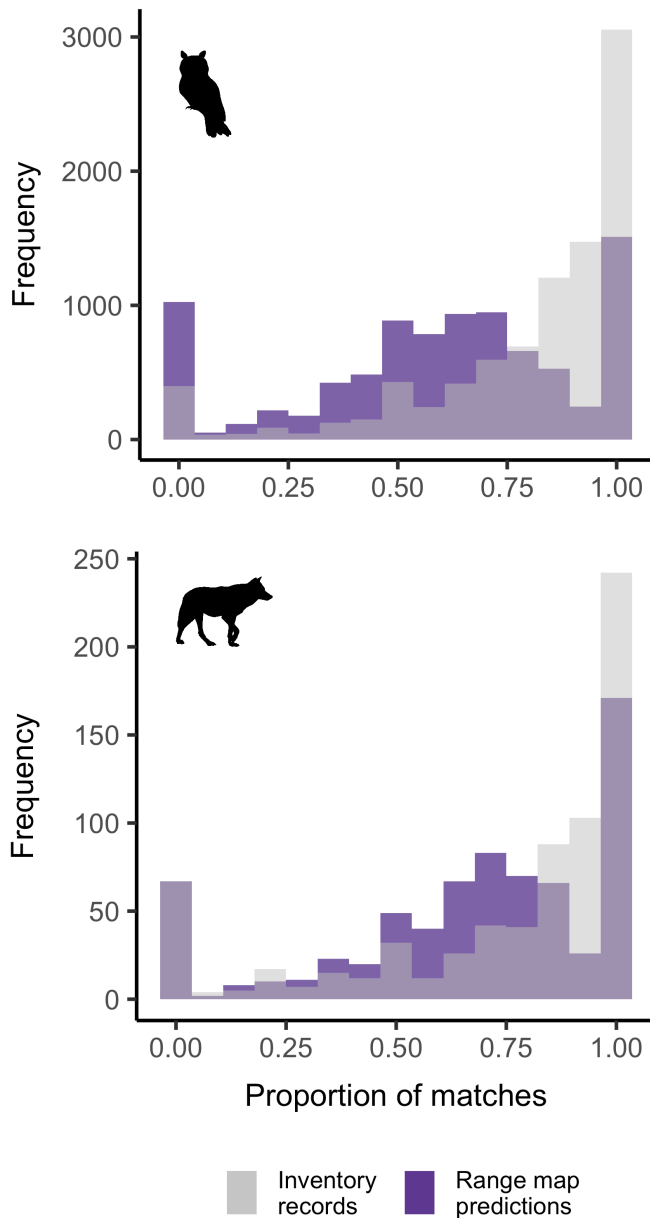 Frequency
3000
2000
1000
0
0.00 0.25 0.50 0.75 1.00
Frequency
250
200
150
100
50
0
0.00 0.25 0.50 0.75 1.00
Proportion of matches
Inventory
records
Range map
predictions